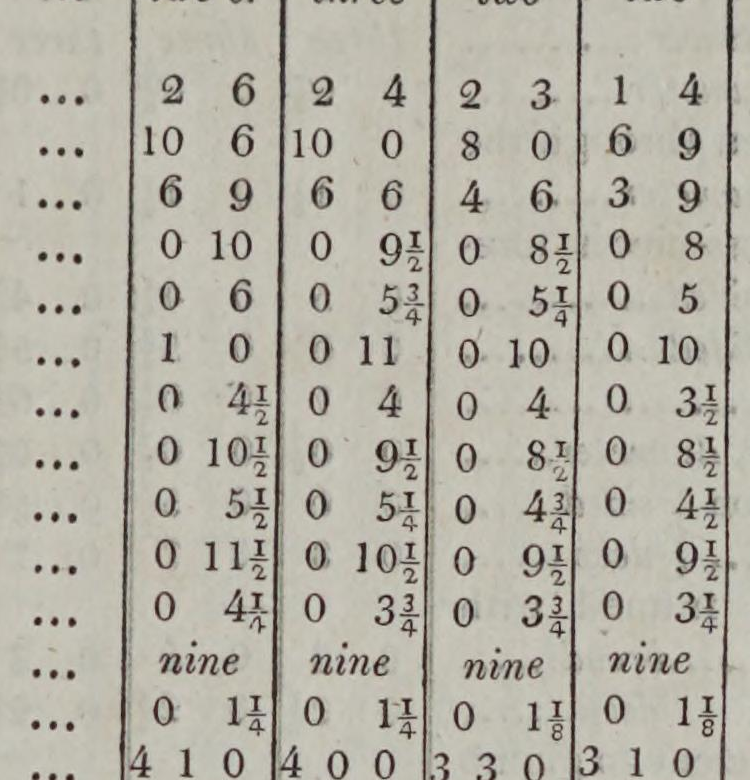 ... 2 6 2 4 2 3 1 4
... 10 6 10 0 8 0 6 9
... 6 9 6 6 4 6 3 9
... 0 10 0 9½ 0 8½ 0 8
... 0 6 0 5¾ 0 5¼ 0 5
... 1 0 0 11 0 10 0 10
... 0 4½ 0 4 0 4 0 3½
... 0 10½ 0 9½ 0 8½ 0 8½
... 0 5½ 0 5¼ 0 4¾ 0 4½
... 0 11½ 0 10½ 0 9½ 0 9½
... 0 4¼ 0 3¾ 0 3¾ 0 3¼
... nine nine nine nine
... 0 1¼ 0 1¼ 0 1⅛ 0 1⅛
... 4 1 0 4 0 0 3 3 0 3 1 0